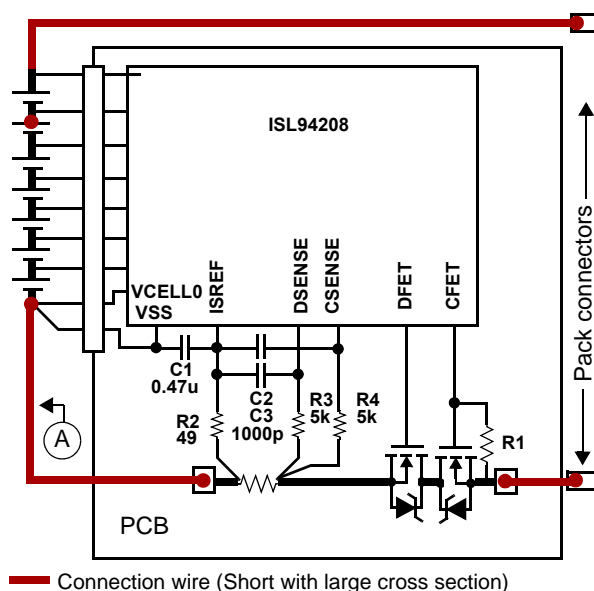 ISL94208
VCELL0
VSS
ISREF
DSENSE
CSENSE
DFET
CFET
Pack connectors
C1
0.47u
C2
C3
1000p
R2
49
R3
5k
R4
5k
R1
A
PCB
Connection wire (Short with large cross section)